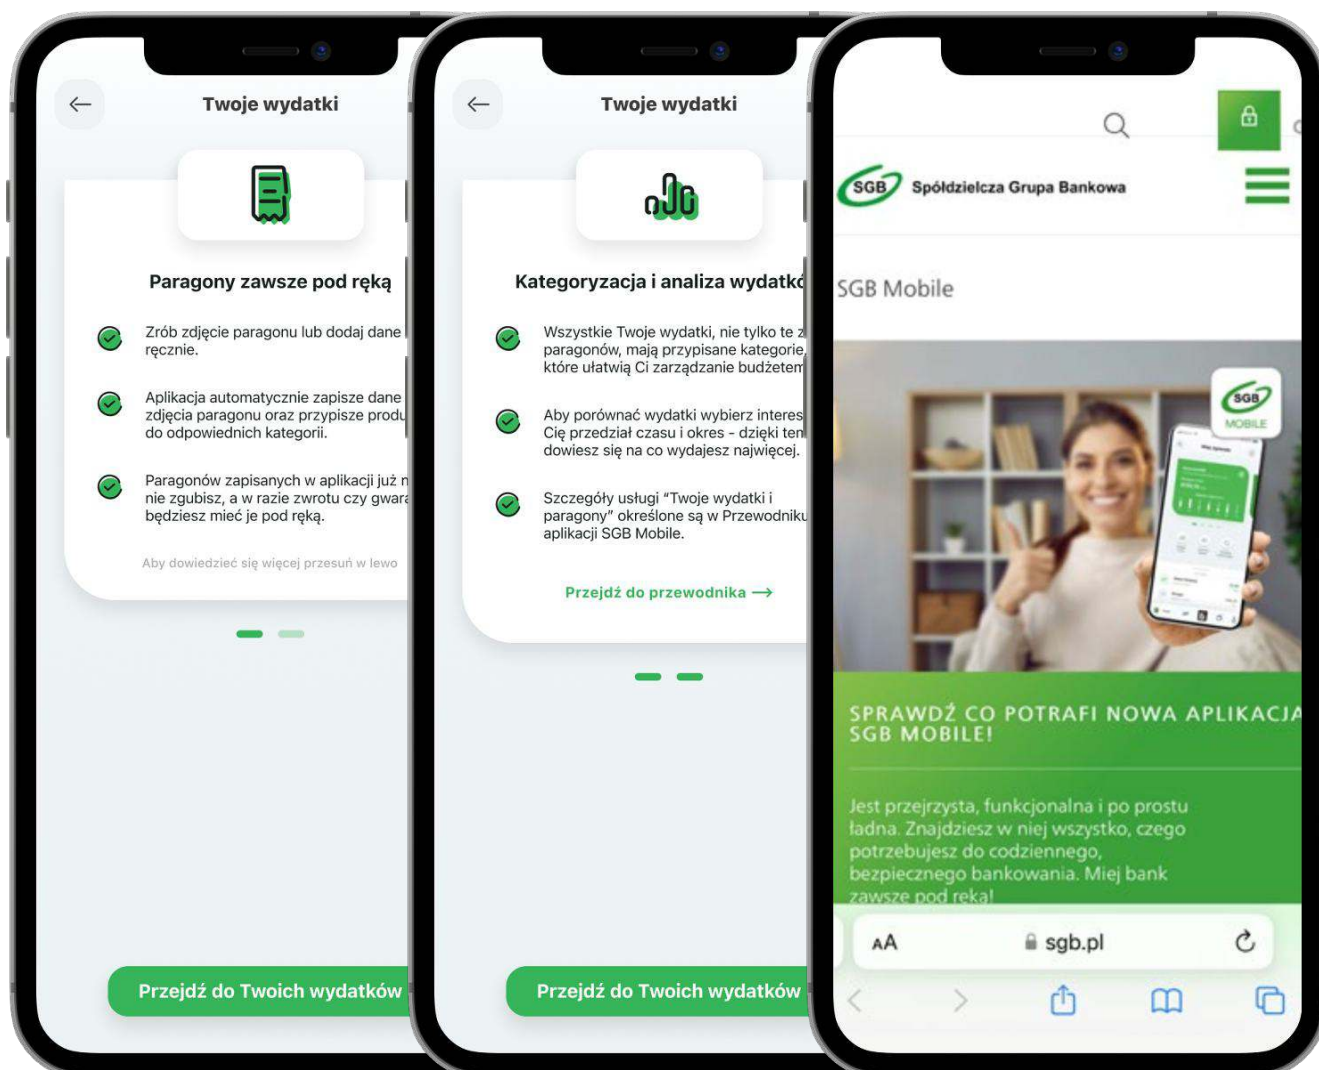 Twoje wydatki
Paragony zawsze pod ręką
Zrób zdjęcie paragonu lub dodaj dane
ręcznie.
Aplikacja automatycznie zapisze dane
zdjęcia paragonu oraz przypisze produ
do odpowiednich kategorii.
Paragonów zapisanych w aplikacji już n
nie zgubisz, a w razie zwrotu czy gwara
będziesz mieć je pod ręką.
Aby dowiedzieć się więcej przesuń w lewo
Przejdź do Twoich wydatków
Twoje wydatki
Kategoryzacja i analiza wydatkó
Wszystkie Twoje wydatki, nie tylko te z
paragonów, mają przypisane kategorie,
które ułatwią Ci zarządzanie budżetem
Aby porównać wydatki wybierz interes
Cię przedział czasu i okres – dzięki tem
dowiesz się na co wydajesz najwięcej.
Szczegóły usługi “Twoje wydatki i
paragony” określone są w Przewodniku
aplikacji SGB Mobile.
Przejdź do przewodnika →
Przejdź do Twoich wydatków
SGB Spółdzielcza Grupa Bankowa
SGB Mobile
SGB
MOBILE
SPRAWDŹ CO POTRAFI NOWA APLIKACJA
SGB MOBILE!
Jest przejrzysta, funkcjonalna i po prostu
ładna. Znajdziesz w niej wszystko, czego
potrzebujesz do codziennego,
bezpiecznego bankowania. Miej bank
zawsze pod ręką!
AA sgb.pl